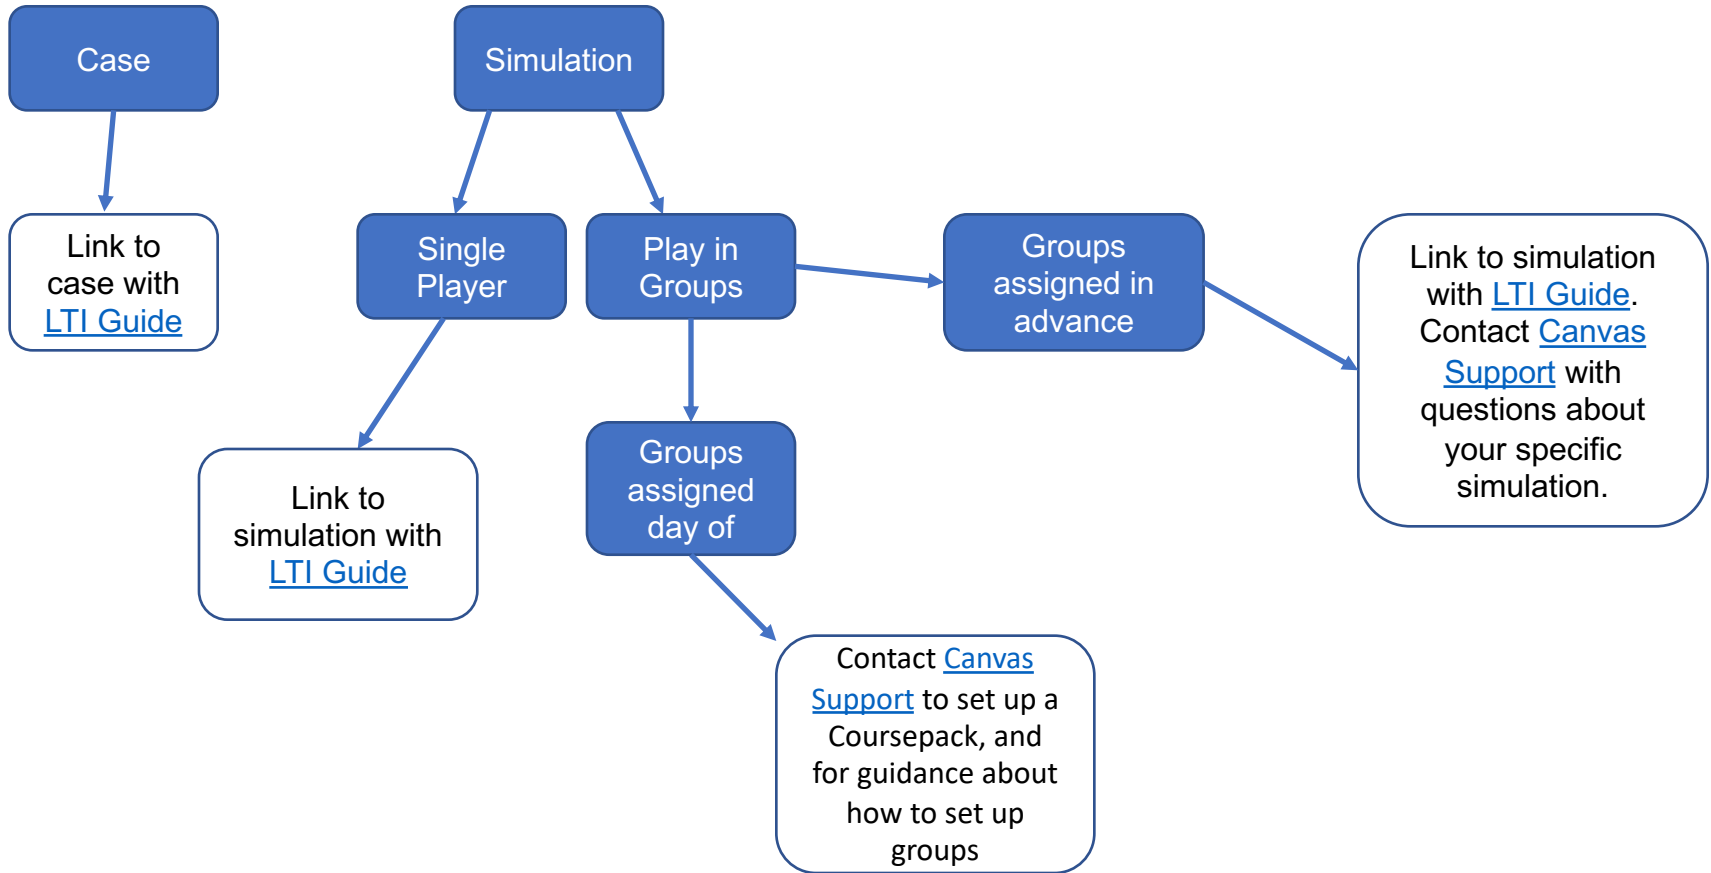 Case
Simulation
Link to
case with
LTI Guide
Single
Player
Play in
Groups
Groups
assigned in
advance
Link to simulation
with LTI Guide.
Contact Canvas
Support with
questions about
your specific
simulation.
Link to
simulation with
LTI Guide
Groups
assigned
day of
Contact Canvas
Support to set up a
Coursepack, and
for guidance about
how to set up
groups